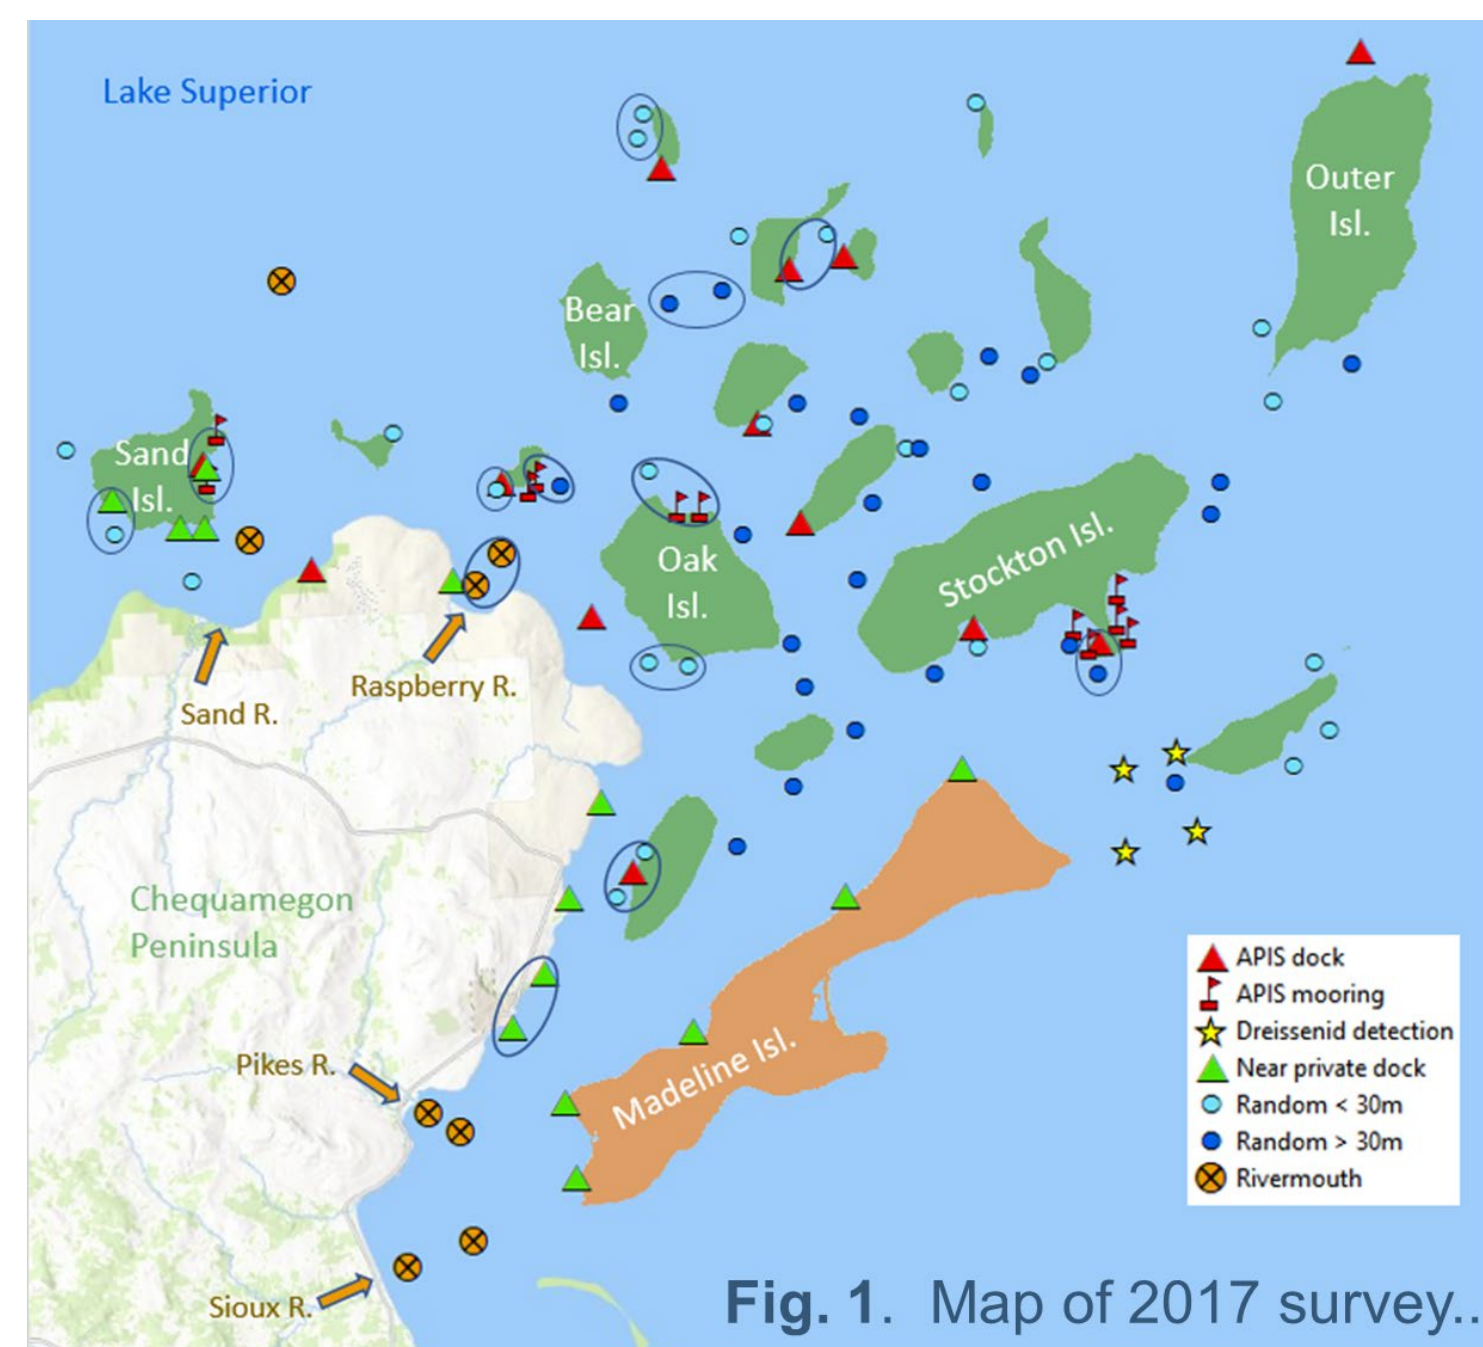 Lake Superior
Outer
Isl.
Bear
Isl.
Sand
Isl.
Oak
Isl.
Stockton Isl.
Raspberry R.
Sand R.
Chequamegon
Peninsula
Madeline Isl.
Pikes R.
Sioux R.
APIS dock
APIS mooring
Dreissenid detection
Near private dock
Random < 30m
Random > 30m
Rivermouth
Fig. 1.  Map of 2017 survey..